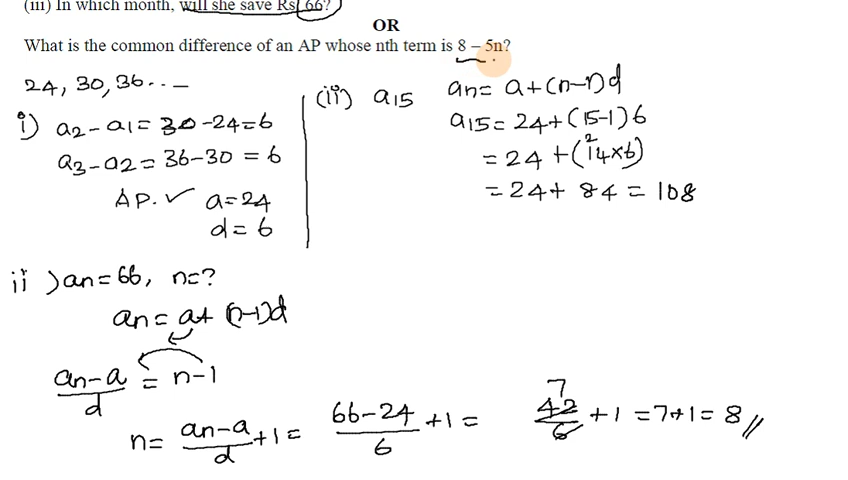 (iii) In which month, will she save Rs. 66?
OR
What is the common difference of an AP whose nth term is 8 – 5n?
24, 30, 36 . . . —
i) a2 – a1 = 30 – 24 = 6
a3 – a2 = 36 – 30 = 6
AP. ✓ a = 24
d = 6
(ii) a15 an = a + (n–1)d
a15 = 24 + (15–1)6
= 24 + (14×6)
2
= 24 + 84 = 108
ii) an = 66, n = ?
an = a + (n–1)d
an – a / d = n – 1
n = an – a / d + 1 = 66 – 24 / 6 + 1 = 42 / 6 + 1 = 7 + 1 = 8 //
7